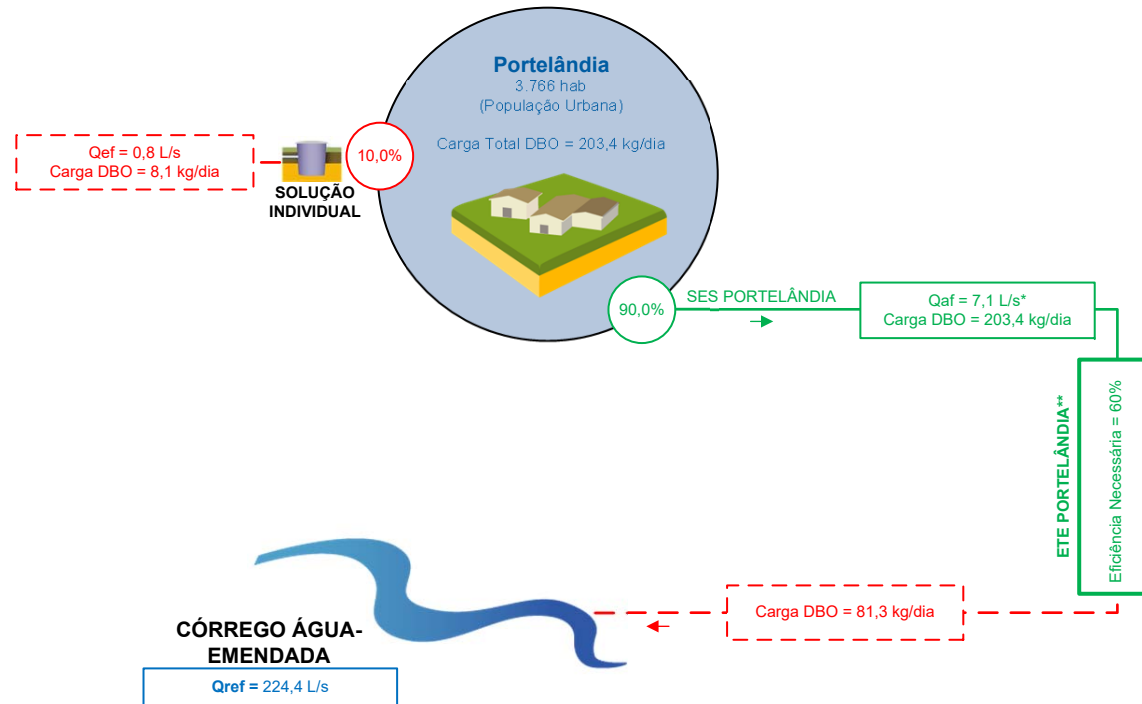 Portelândia
3.766 hab
(População Urbana)
Carga Total DBO = 203,4 kg/dia
Qef = 0,8 L/s
Carga DBO = 8,1 kg/dia
SOLUÇÃO
INDIVIDUAL
10,0%
90,0%
SES PORTELÂNDIA
Qaf = 7,1 L/s*
Carga DBO = 203,4 kg/dia
ETE PORTELÂNDIA**
Eficiência Necessária = 60%
Carga DBO = 81,3 kg/dia
CÓRREGO ÁGUA-
EMENDADA
Qref = 224,4 L/s